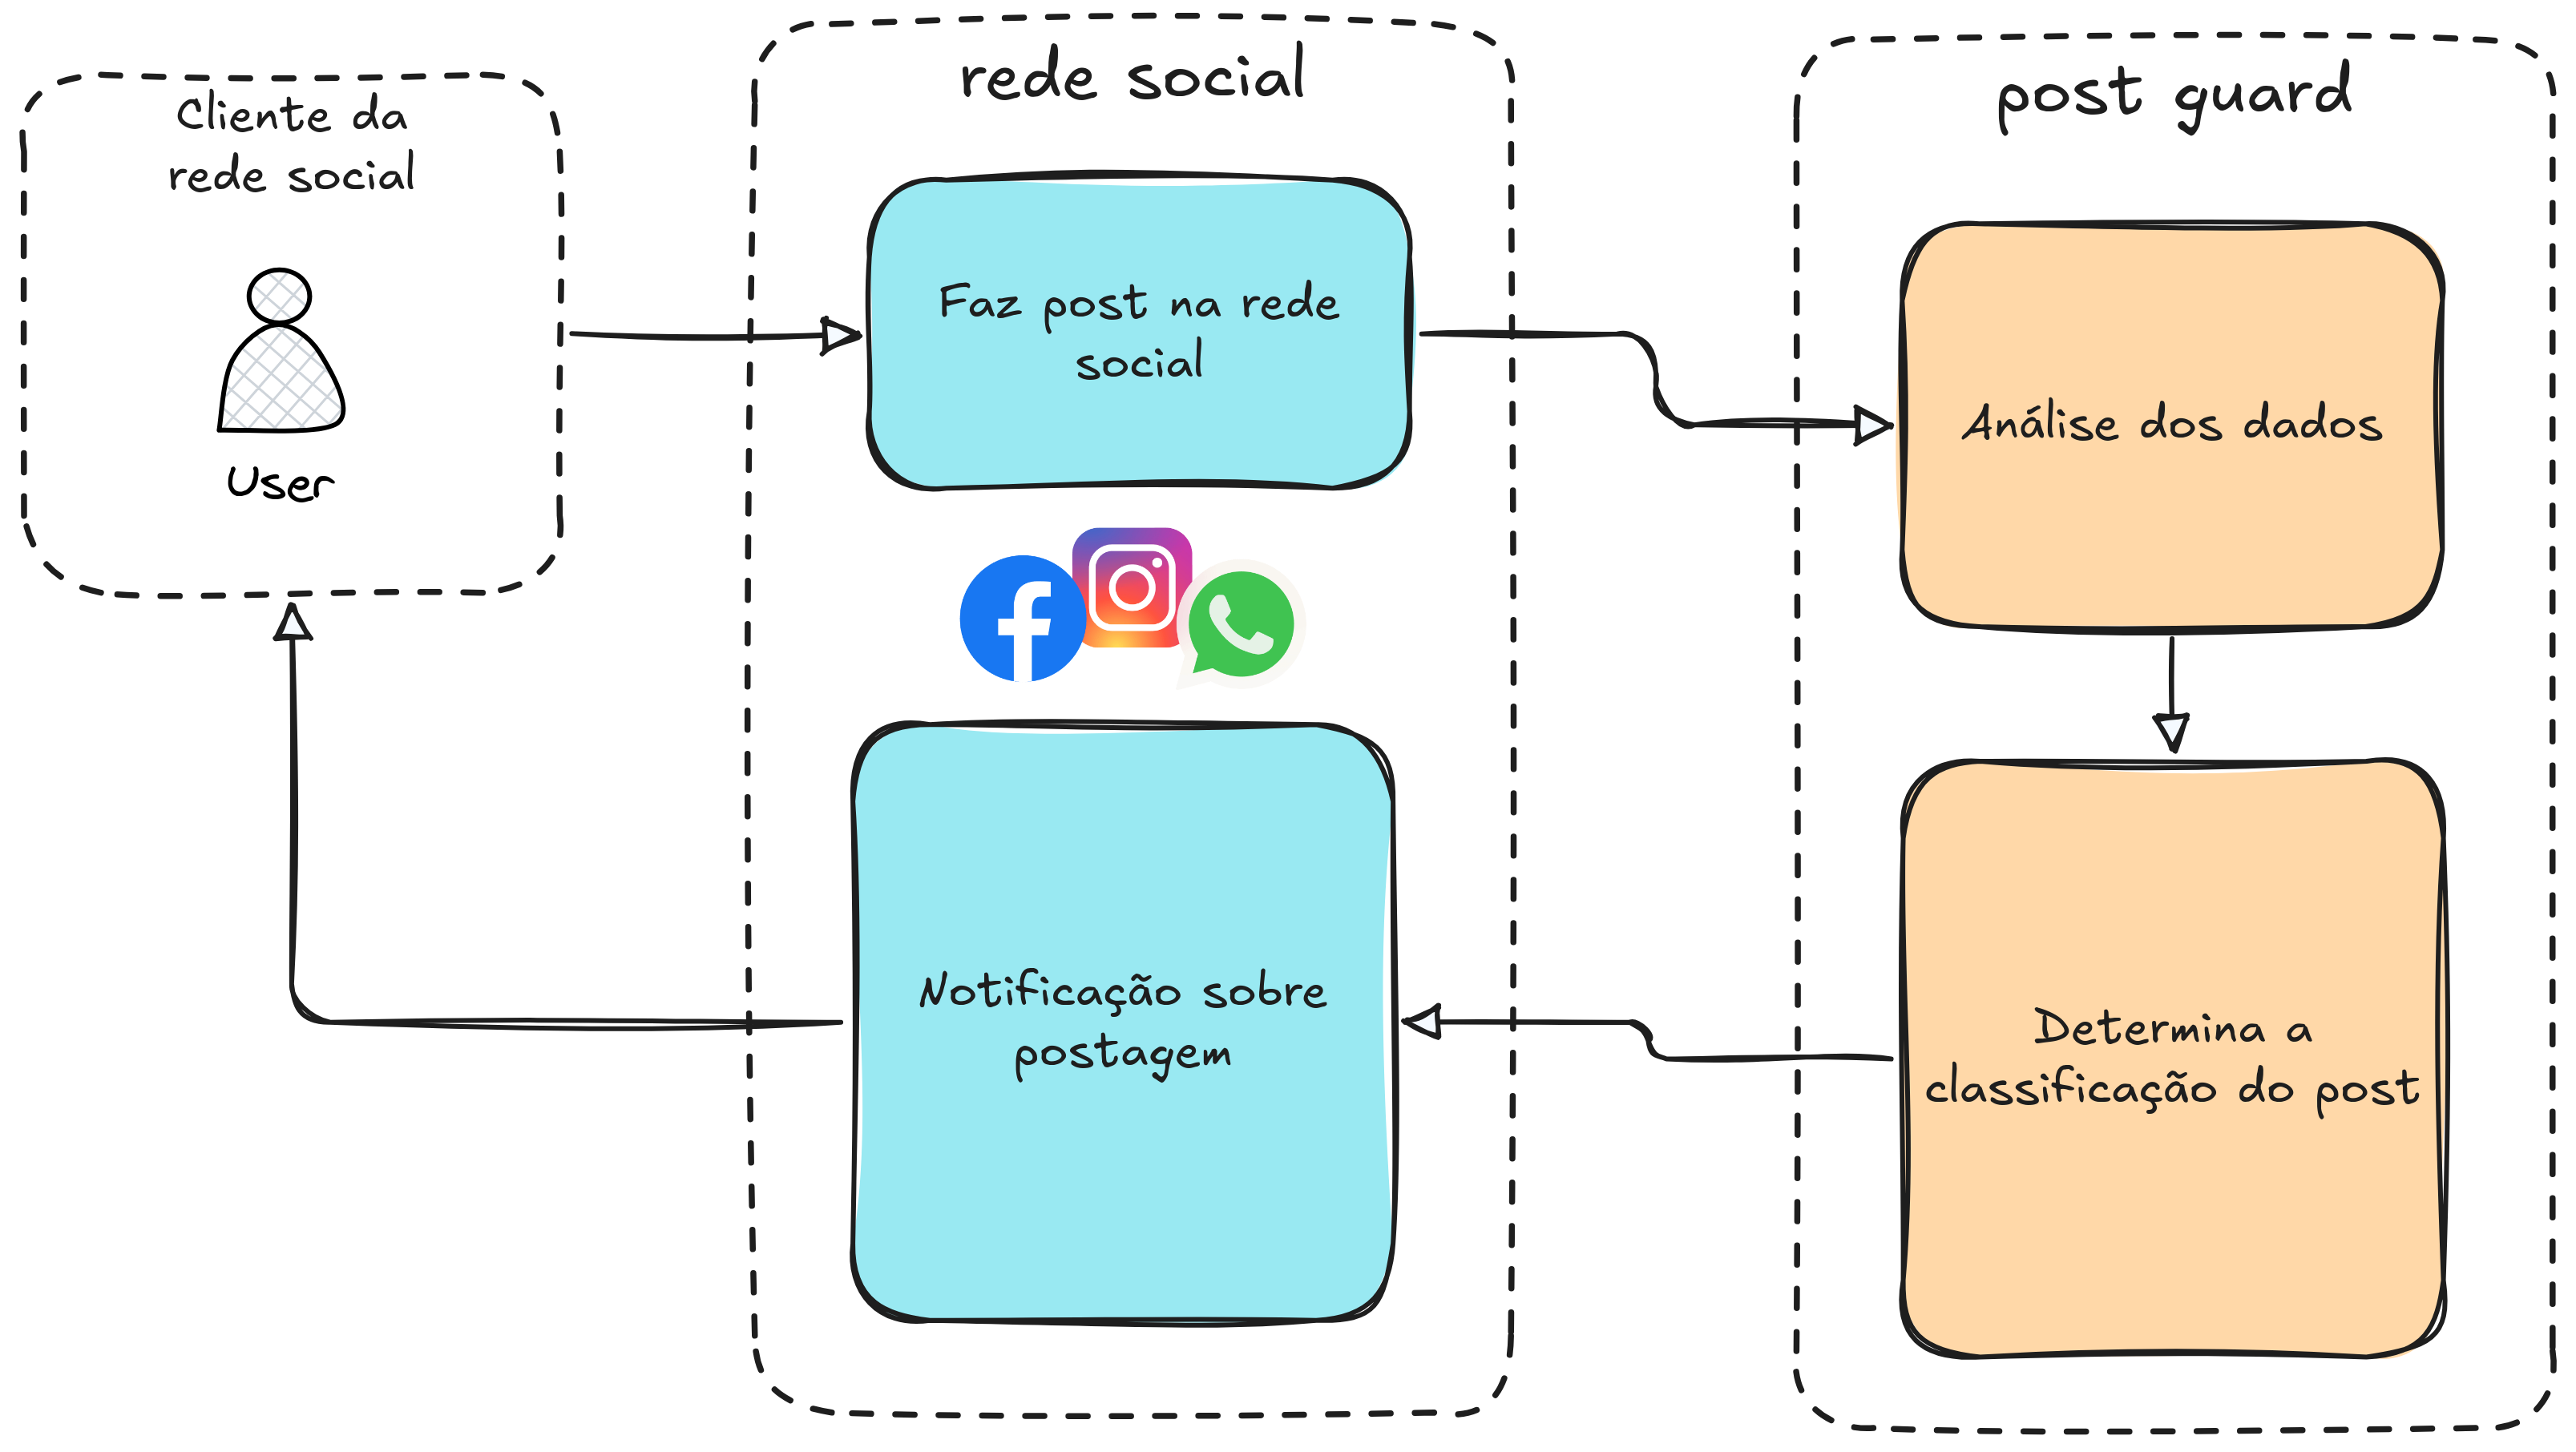 Cliente da
rede social
User
rede social
Faz post na rede
social
Notificação sobre
postagem
post guard
Análise dos dados
Determina a
classificação do post